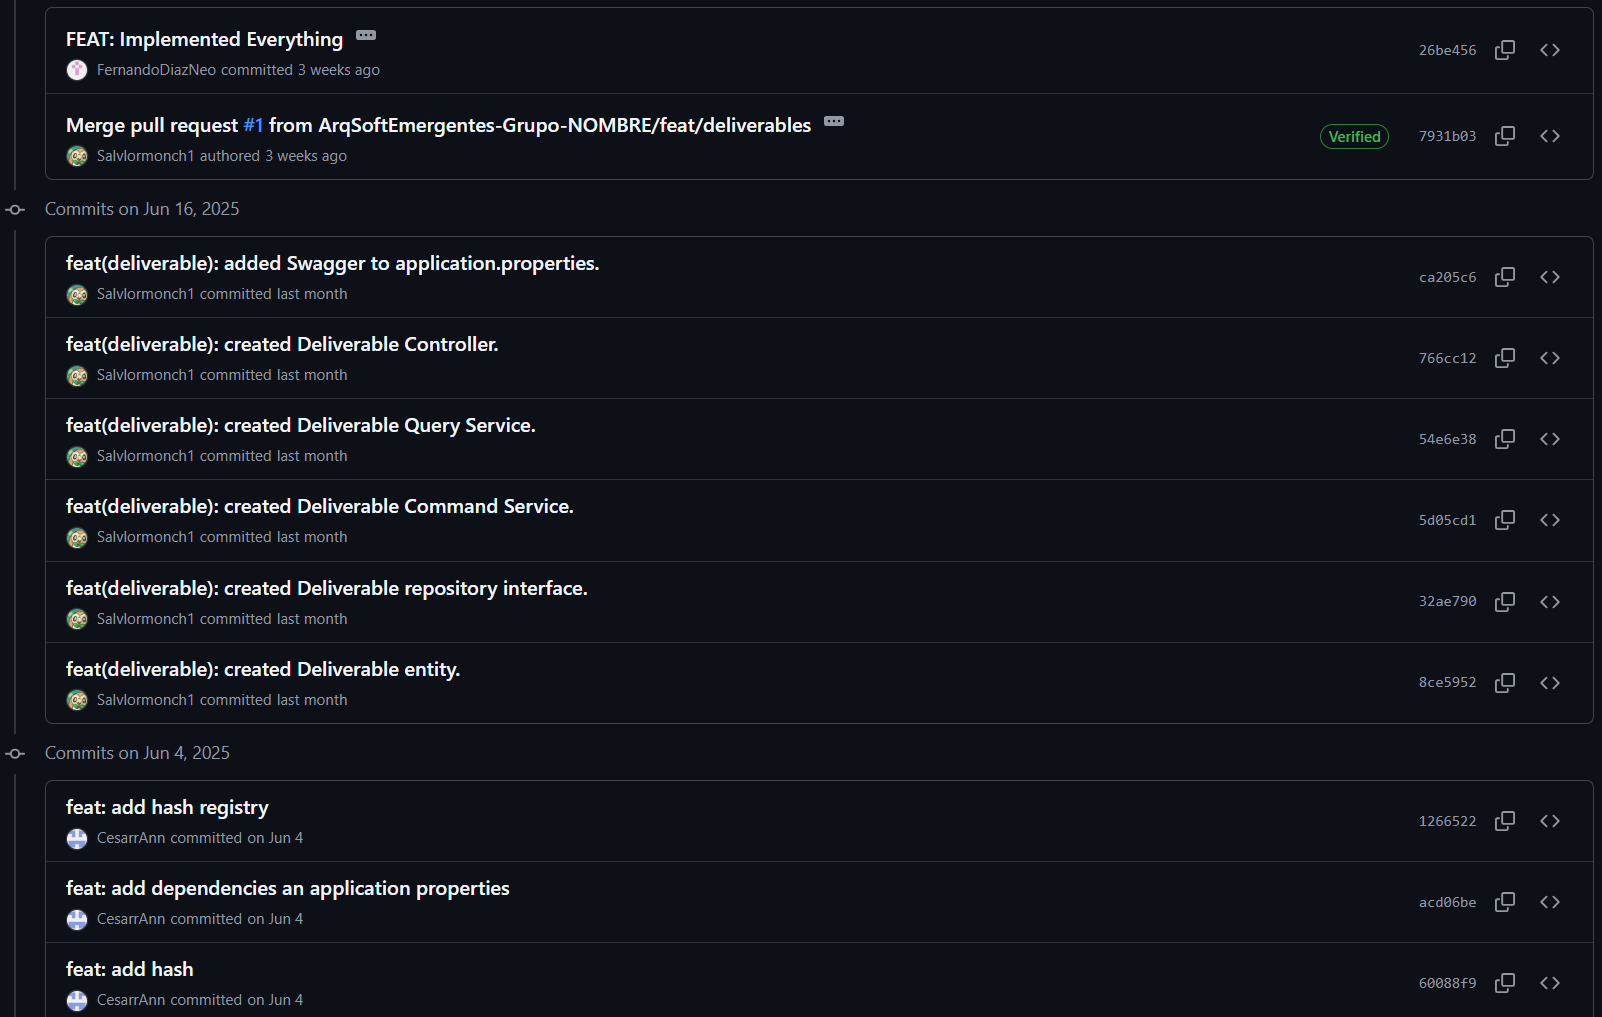 FEAT: Implemented Everything
FernandoDiazNeo committed 3 weeks ago
26be456
Merge pull request #1 from ArqSoftEmergentes-Grupo-NOMBRE/feat/deliverables
Salvlormonch1 authored 3 weeks ago
Verified
7931b03
Commits on Jun 16, 2025
feat(deliverable): added Swagger to application.properties.
Salvlormonch1 committed last month
ca205c6
feat(deliverable): created Deliverable Controller.
Salvlormonch1 committed last month
766cc12
feat(deliverable): created Deliverable Query Service.
Salvlormonch1 committed last month
54e6e38
feat(deliverable): created Deliverable Command Service.
Salvlormonch1 committed last month
5d05cd1
feat(deliverable): created Deliverable repository interface.
Salvlormonch1 committed last month
32ae790
feat(deliverable): created Deliverable entity.
Salvlormonch1 committed last month
8ce5952
Commits on Jun 4, 2025
feat: add hash registry
CesarrAnn committed on Jun 4
1266522
feat: add dependencies an application properties
CesarrAnn committed on Jun 4
acd06be
feat: add hash
CesarrAnn committed on Jun 4
60088f9